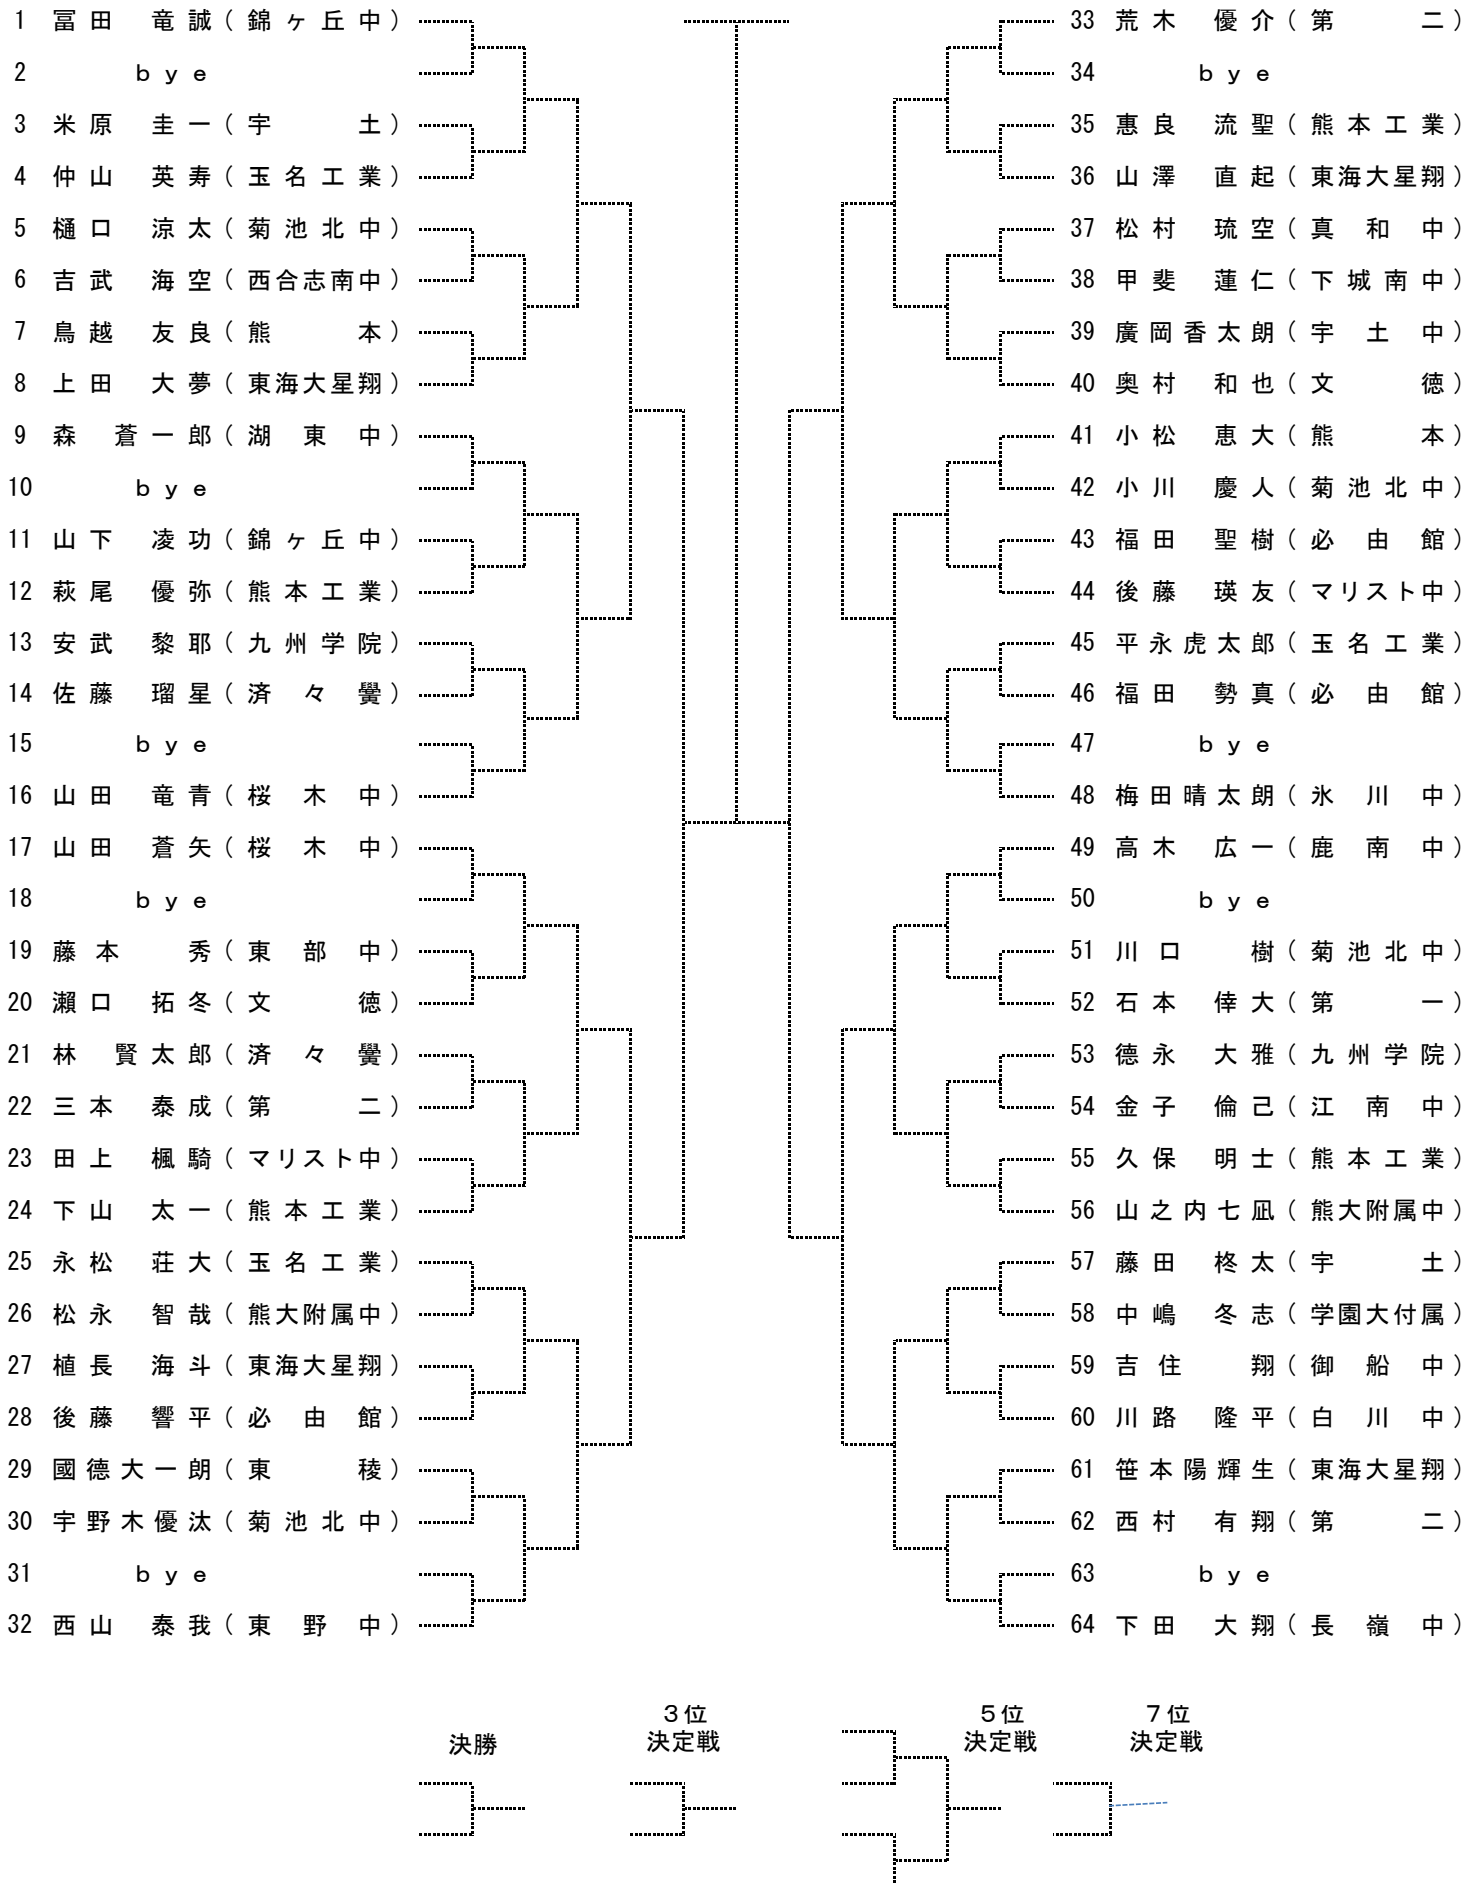 1 冨田 竜誠（錦ヶ丘中）
2 ｂｙｅ
3 米原 圭一（宇土）
4 仲山 英寿（玉名工業）
5 樋口 涼太（菊池北中）
6 吉武 海空（西合志南中）
7 鳥越 友良（熊本）
8 上田 大夢（東海大星翔）
9 森 蒼一郎（湖東中）
10 ｂｙｅ
11 山下 凌功（錦ヶ丘中）
12 萩尾 優弥（熊本工業）
13 安武 黎耶（九州学院）
14 佐藤 瑠星（済々黌）
15 ｂｙｅ
16 山田 竜青（桜木中）
17 山田 蒼矢（桜木中）
18 ｂｙｅ
19 藤本 秀（東部中）
20 瀬口 拓冬（文徳）
21 林 賢太郎（済々黌）
22 三本 泰成（第二）
23 田上 楓騎（マリスト中）
24 下山 太一（熊本工業）
25 永松 荘大（玉名工業）
26 松永 智哉（熊大附属中）
27 植長 海斗（東海大星翔）
28 後藤 響平（必由館）
29 國德大一朗（東稜）
30 宇野木優汰（菊池北中）
31 ｂｙｅ
32 西山 泰我（東野中）
33 荒木 優介（第二）
34 ｂｙｅ
35 惠良 流聖（熊本工業）
36 山澤 直起（東海大星翔）
37 松村 琉空（真和中）
38 甲斐 蓮仁（下城南中）
39 廣岡香太朗（宇土中）
40 奥村 和也（文徳）
41 小松 恵大（熊本）
42 小川 慶人（菊池北中）
43 福田 聖樹（必由館）
44 後藤 瑛友（マリスト中）
45 平永虎太郎（玉名工業）
46 福田 勢真（必由館）
47 ｂｙｅ
48 梅田晴太朗（氷川中）
49 高木 広一（鹿南中）
50 ｂｙｅ
51 川口 樹（菊池北中）
52 石本 倖大（第一）
53 德永 大雅（九州学院）
54 金子 倫己（江南中）
55 久保 明士（熊本工業）
56 山之内七凪（熊大附属中）
57 藤田 柊太（宇土）
58 中嶋 冬志（学園大付属）
59 吉住 翔（御船中）
60 川路 隆平（白川中）
61 笹本陽輝生（東海大星翔）
62 西村 有翔（第二）
63 ｂｙｅ
64 下田 大翔（長嶺中）
決勝
３位
決定戦
５位
決定戦
７位
決定戦